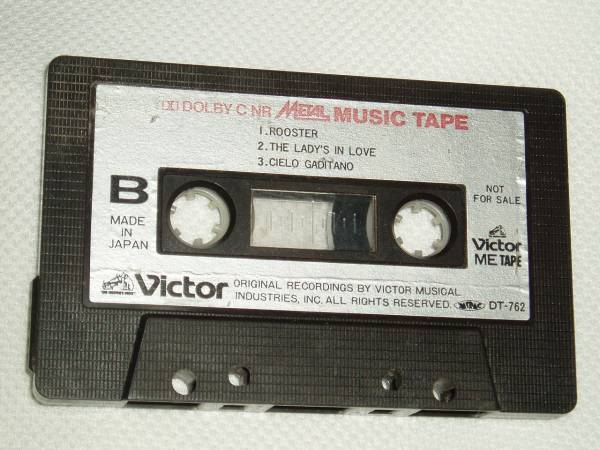 DOLBY C NR METAL MUSIC TAPE
1.ROOSTER
2.THE LADY'S IN LOVE
3.CIELO GADITANO
B
MADE
IN
JAPAN
NOT
FOR SALE
Victor
ME TAPE
Victor
ORIGINAL RECORDINGS BY VICTOR MUSICAL
INDUSTRIES, INC. ALL RIGHTS RESERVED.
DT-762